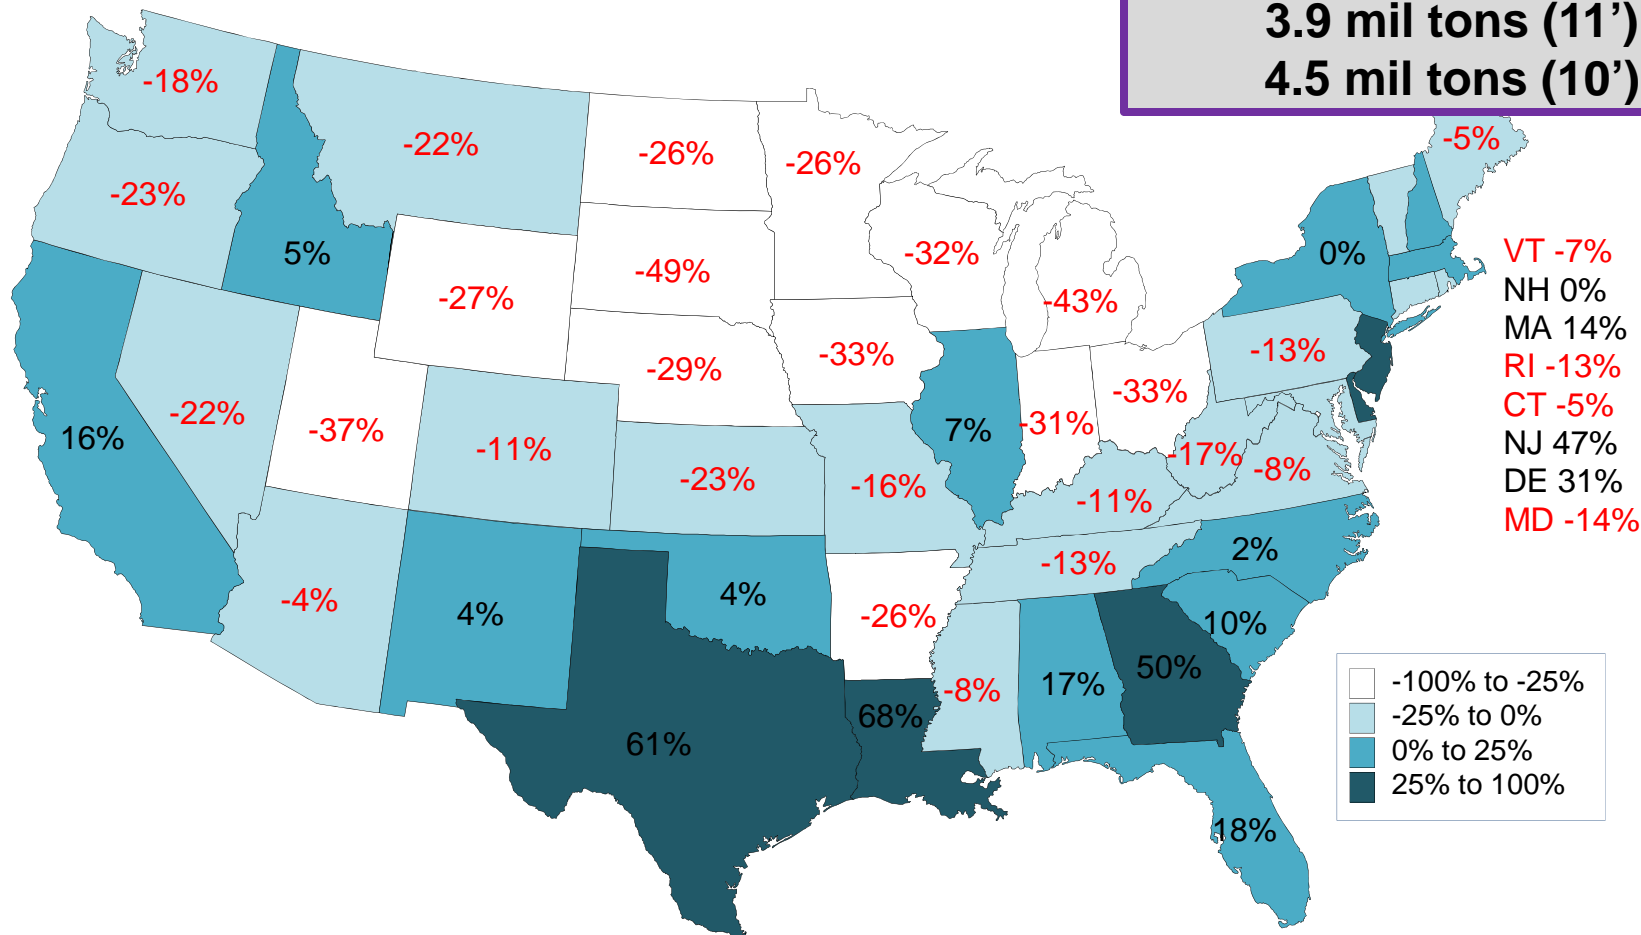 3.9 mil tons (11’)
4.5 mil tons (10’)
-18%
-22%
-26%
-26%
-5%
-23%
5%
-27%
-49%
-32%
-43%
0%
VT -7%
NH 0%
MA 14%
RI -13%
CT -5%
NJ 47%
DE 31%
MD -14%
16%
-22%
-37%
-11%
-29%
-33%
7%
-31%
-33%
-13%
-23%
-16%
-11%
-17%
-8%
-4%
4%
4%
-26%
-13%
2%
10%
61%
68%
-8%
17%
50%
18%
-100% to -25%
-25% to 0%
0% to 25%
25% to 100%